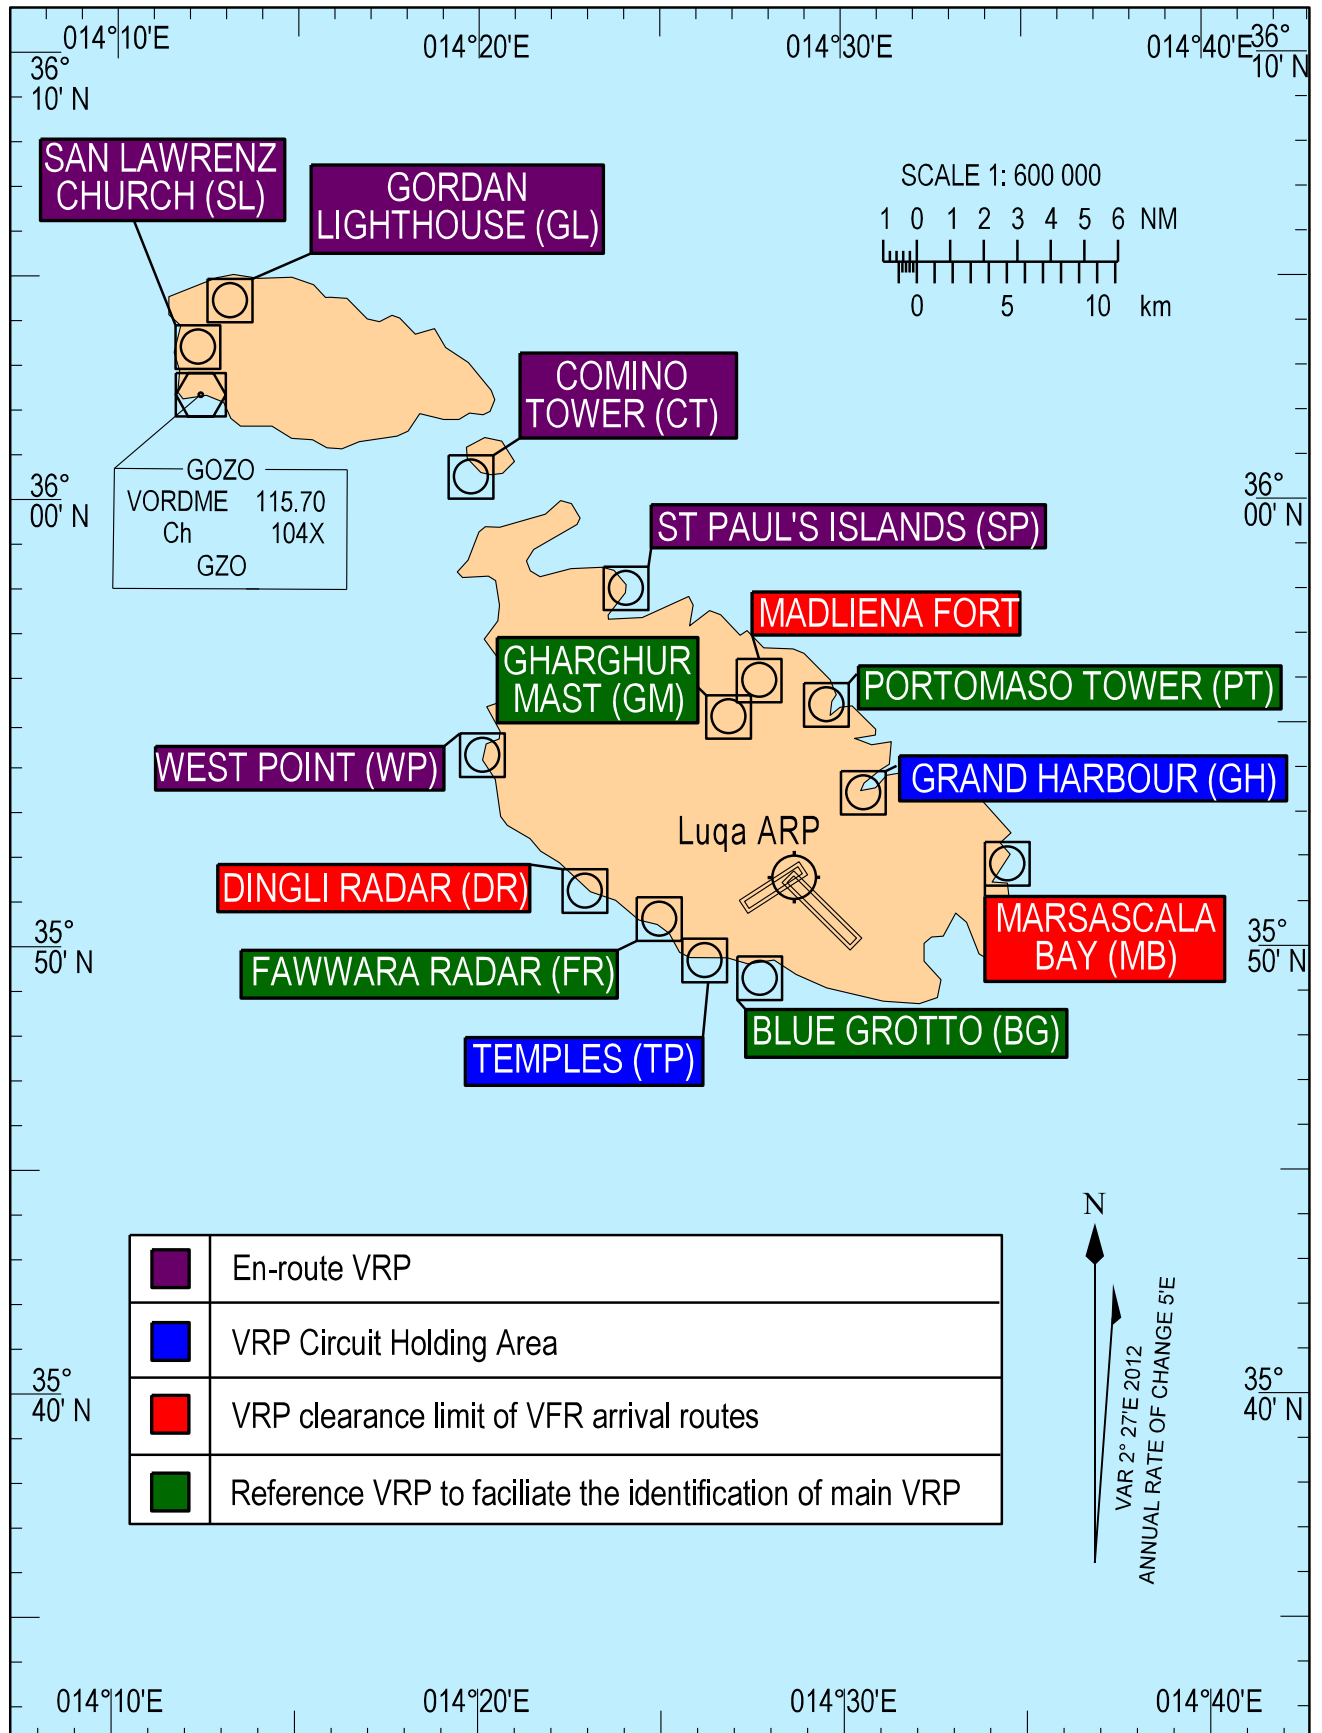 014°10'E
014°20'E
014°30'E
014°40'E
36°
10' N
36°
10' N
SAN LAWRENZ
CHURCH (SL)
GORDAN
LIGHTHOUSE (GL)
SCALE 1: 600 000
1 0 1 2 3 4 5 6 NM
0 5 10 km
COMINO
TOWER (CT)
GOZO
VORDME 115.70
Ch 104X
GZO
36°
00' N
36°
00' N
ST PAUL'S ISLANDS (SP)
MADLIENA FORT
GHARGHUR
MAST (GM)
PORTOMASO TOWER (PT)
WEST POINT (WP)
GRAND HARBOUR (GH)
Luqa ARP
DINGLI RADAR (DR)
MARSASCALA
BAY (MB)
35°
50' N
35°
50' N
FAWWARA RADAR (FR)
BLUE GROTTO (BG)
TEMPLES (TP)
N
En-route VRP
VRP Circuit Holding Area
VRP clearance limit of VFR arrival routes
Reference VRP to faciliate the identification of main VRP
VAR 2° 27'E 2012
ANNUAL RATE OF CHANGE 5'E
35°
40' N
35°
40' N
014°10'E
014°20'E
014°30'E
014°40'E